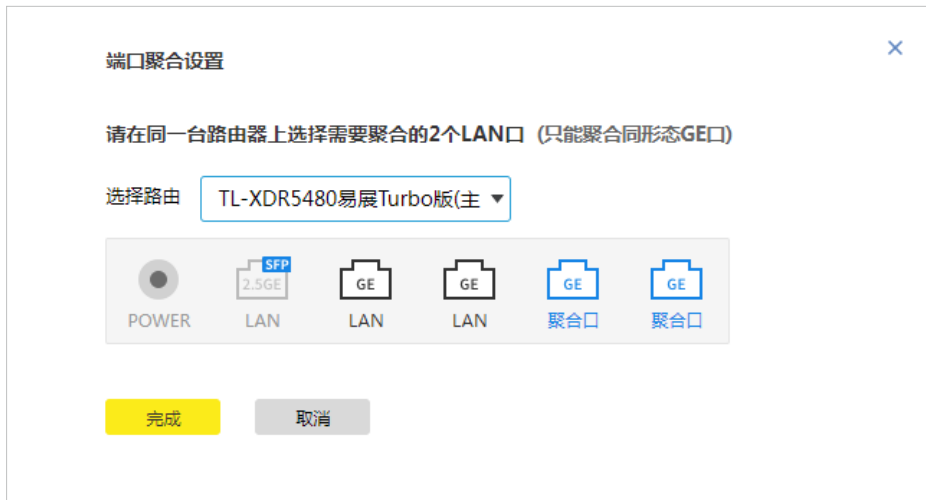 端口聚合设置
请在同一台路由器上选择需要聚合的2个LAN口 (只能聚合同形态GE口)
选择路由 TL-XDR5480易展Turbo版(主
SFP
2.5GE GE GE GE GE
POWER LAN LAN LAN 聚合口 聚合口
完成 取消